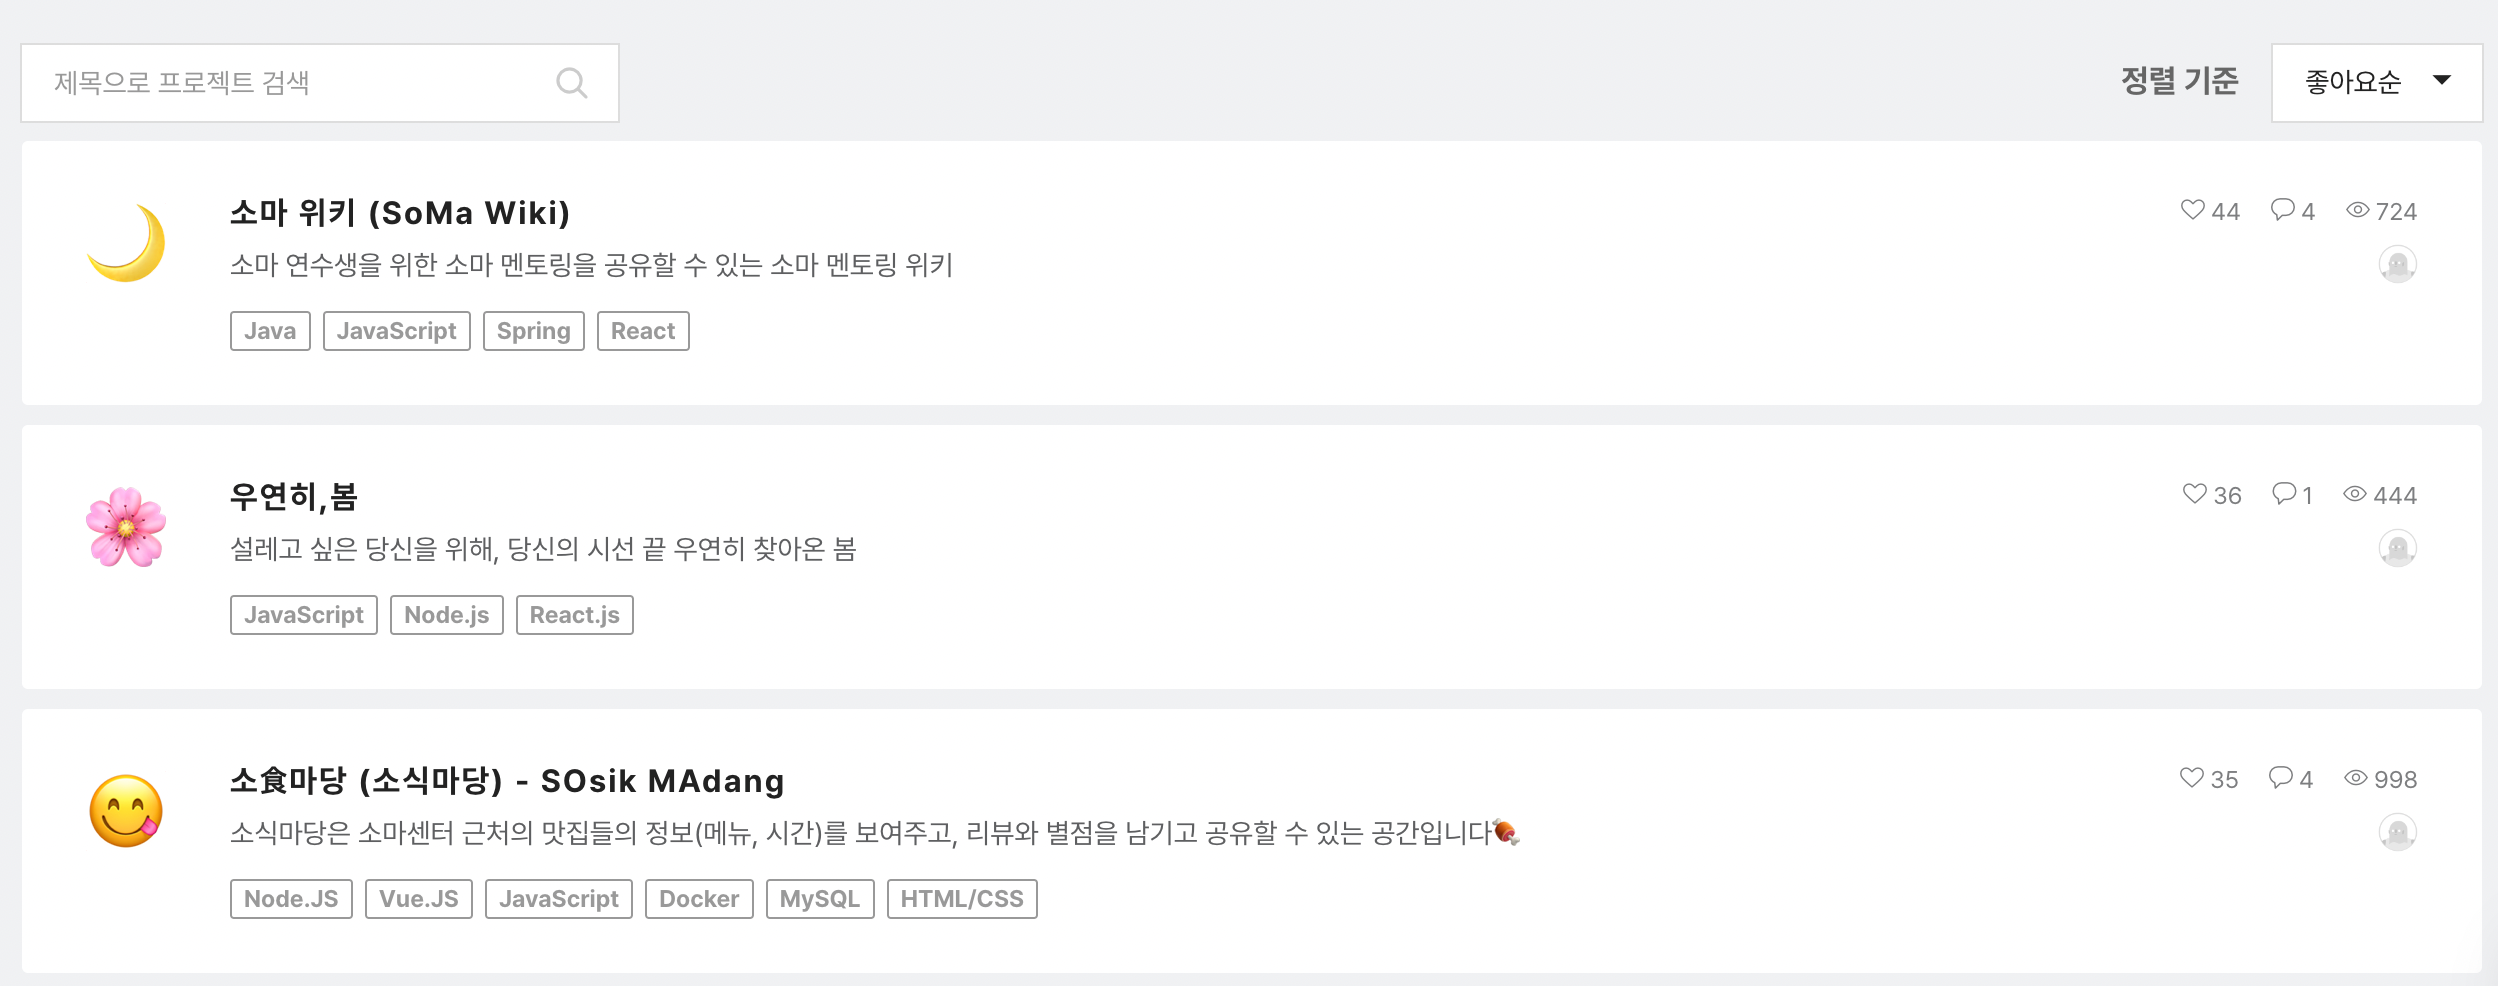 제목으로 프로젝트 검색
정렬 기준 좋아요순
소마 위키 (SoMa Wiki)
44 4 724
소마 연수생을 위한 소마 멘토링을 공유할 수 있는 소마 멘토링 위키
Java JavaScript Spring React
우연히,봄
36 1 444
설레고 싶은 당신을 위해, 당신의 시선 끝 우연히 찾아온 봄
JavaScript Node.js React.js
소食마당 (소식마당) - SOsik MAdang
35 4 998
소식마당은 소마센터 근처의 맛집들의 정보(메뉴, 시간)를 보여주고, 리뷰와 별점을 남기고 공유할 수 있는 공간입니다🍖
Node.JS Vue.JS JavaScript Docker MySQL HTML/CSS